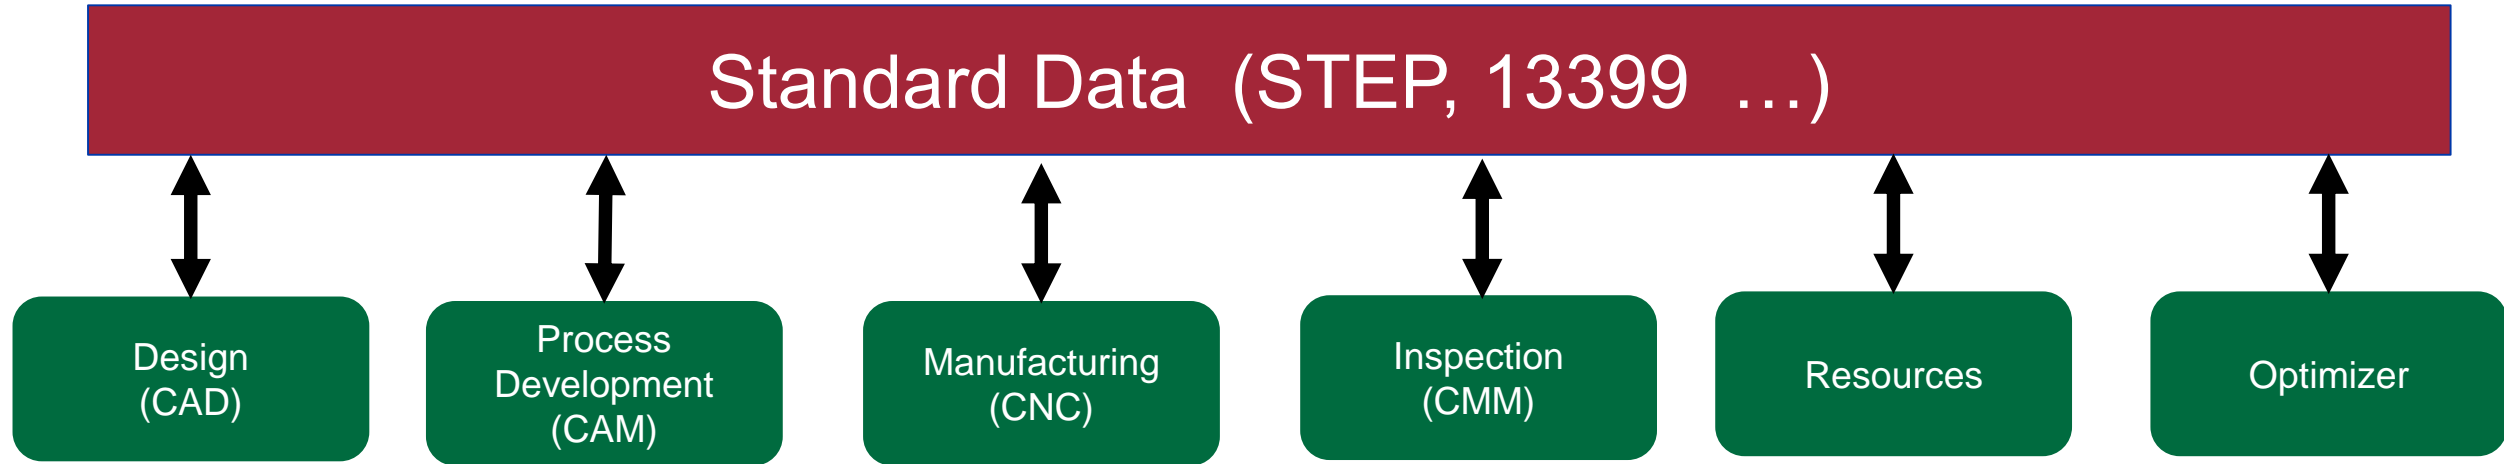 Standard Data (STEP, 13399 ...)
Design
(CAD)
Process
Development
(CAM)
Manufacturing
(CNC)
Inspection
(CMM)
Resources
Optimizer